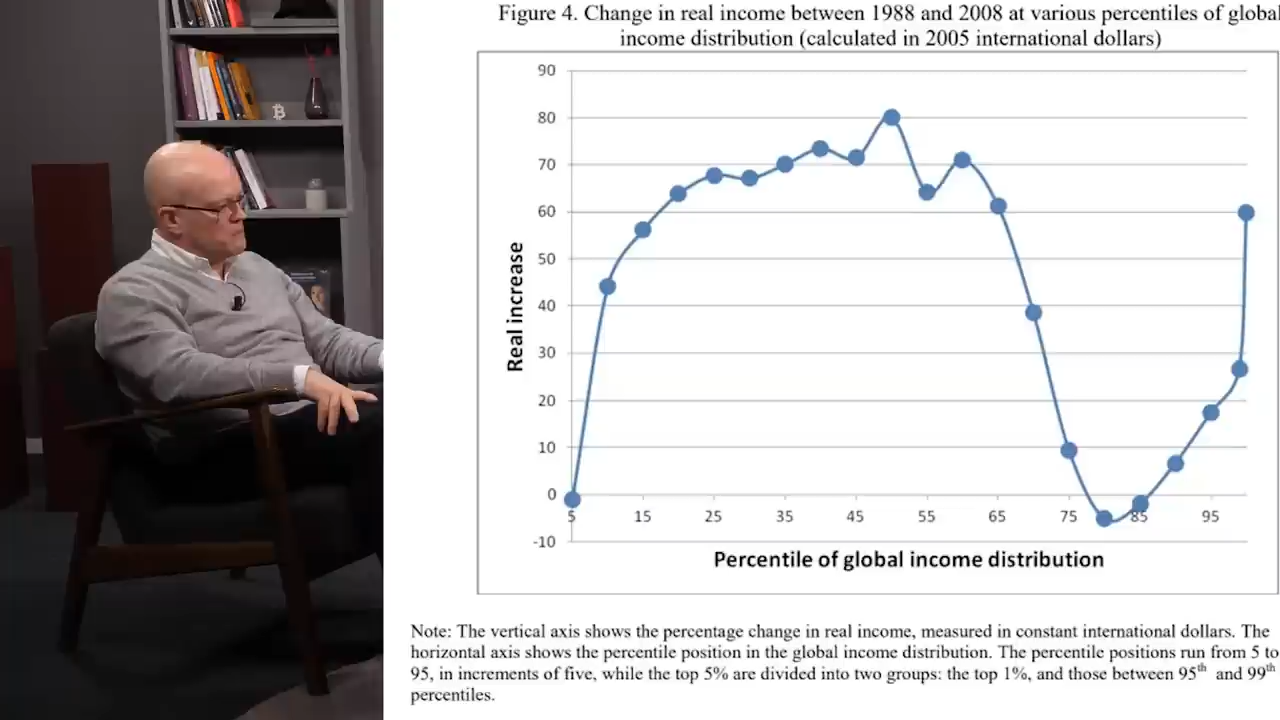 Figure 4. Change in real income between 1988 and 2008 at various percentiles of global
income distribution (calculated in 2005 international dollars)
90
80
70
60
50
40
30
20
10
0
-10
Real increase
5 15 25 35 45 55 65 75 85 95
Percentile of global income distribution
Note: The vertical axis shows the percentage change in real income, measured in constant international dollars. The
horizontal axis shows the percentile position in the global income distribution. The percentile positions run from 5 to
95, in increments of five, while the top 5% are divided into two groups: the top 1%, and those between 95th and 99th
percentiles.